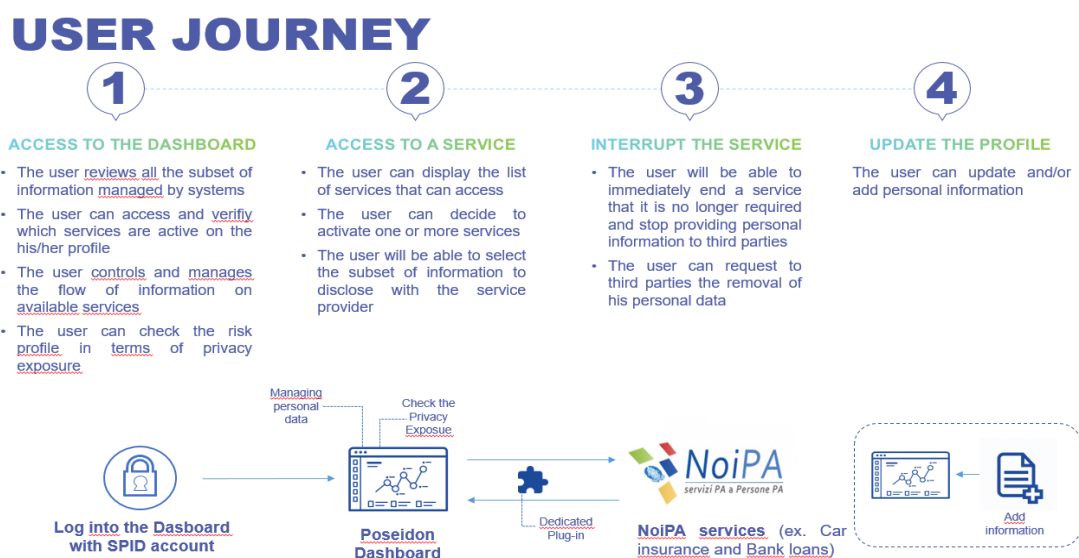 USER JOURNEY
1
2
3
4
ACCESS TO THE DASHBOARD
• The user reviews all the subset of
information managed by systems
• The user can access and verifiy
which services are active on the
his/her profile
• The user controls and manages
the flow of information on
available services
• The user can check the risk
profile in terms of privacy
exposure
ACCESS TO A SERVICE
• The user can display the list
of services that can access
• The user can decide to
activate one or more services
• The user will be able to select
the subset of information to
disclose with the service
provider
INTERRUPT THE SERVICE
• The user will be able to
immediately end a service
that it is no longer required
and stop providing personal
information to third parties
• The user can request to
third parties the removal of
his personal data
UPDATE THE PROFILE
The user can update and/or
add personal information
Managing
personal
data
Check the
Privacy
Exposue
Log into the Dasboard
with SPID account
Poseidon
Dashboard
Dedicated
Plug-in
NoiPA
servizi PA a Persone PA
NoiPA services (ex. Car
insurance and Bank loans)
Add
information